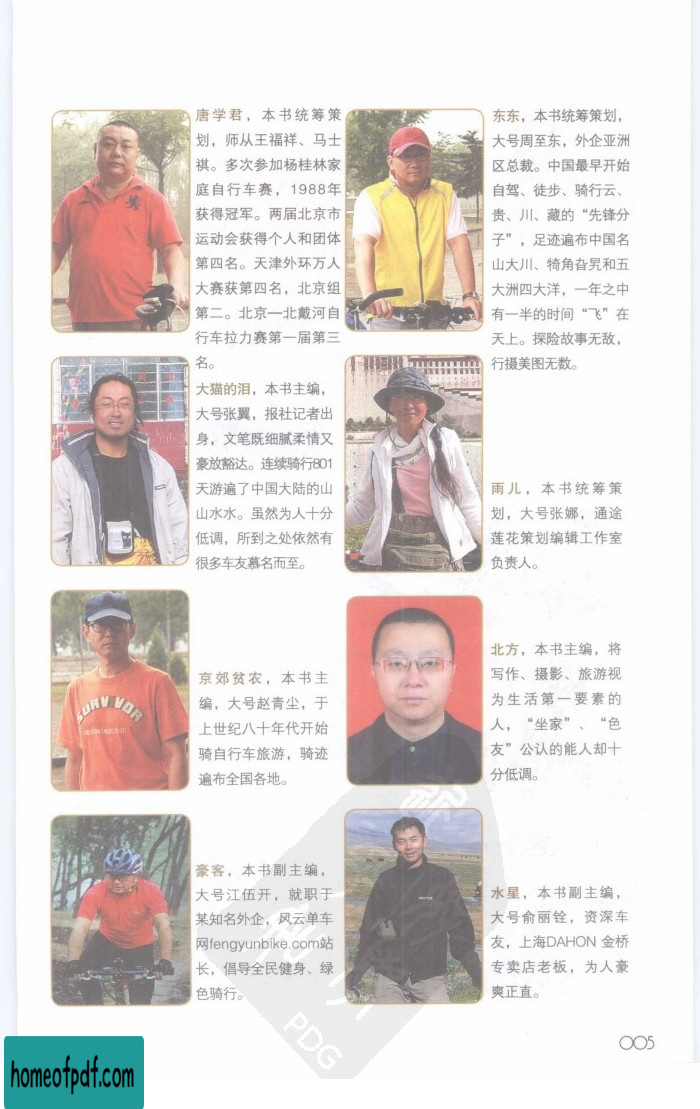 唐学君，本书统筹策
划，师从王福祥、马士
祺。多次参加杨桂林家
庭自行车赛，1988年
获得冠军。两届北京市
运动会获得个人和团体
第四名。天津外环万人
大赛获第四名，北京组
第二。北京—北戴河自
行车拉力赛第一届第三
名。
东东，本书统筹策划，
大号周至东，外企亚洲
区总裁。中国最早开始
自驾、徒步、骑行云、
贵、川、藏的“先锋分
子”，足迹遍布中国名
山大川、犄角旮旯和五
大洲四大洋，一年之中
有一半的时间“飞”在
天上。探险故事无敌，
行摄美图无数。
大猫的泪，本书主编，
大号张翼，报社记者出
身，文笔既细腻柔情又
豪放豁达。连续骑行801
天游遍了中国大陆的山
山水水。虽然为人十分
低调，所到之处依然有
很多车友慕名而至。
雨儿，本书统筹策
划，大号张娜，通途
莲花策划编辑工作室
负责人。
京郊贫农，本书主
编，大号赵青尘，于
上世纪八十年代开始
骑自行车旅游，骑迹
遍布全国各地。
SURVIVOR
北方，本书主编，将
写作、摄影、旅游视
为生活第一要素的
人，“坐家”、“色
友”公认的能人却十
分低调。
豪客，本书副主编，
大号江伍开，就职于
某知名外企，风云单车
网fengyunbike.com站
长，倡导全民健身、绿
色骑行。
水星，本书副主编，
大号俞丽铨，资深车
友，上海DAHON 金桥
专卖店老板，为人豪
爽正直。
PDG
005
homeofpdf.com